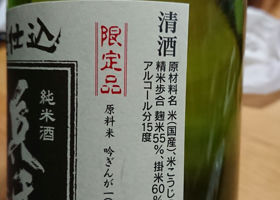 清酒
原材料名 米(国産)、米こうじ
精米歩合 麹米55%、掛米60%
アルコール分15度
限定品
原料米 吟ぎんが
仕込
純米酒